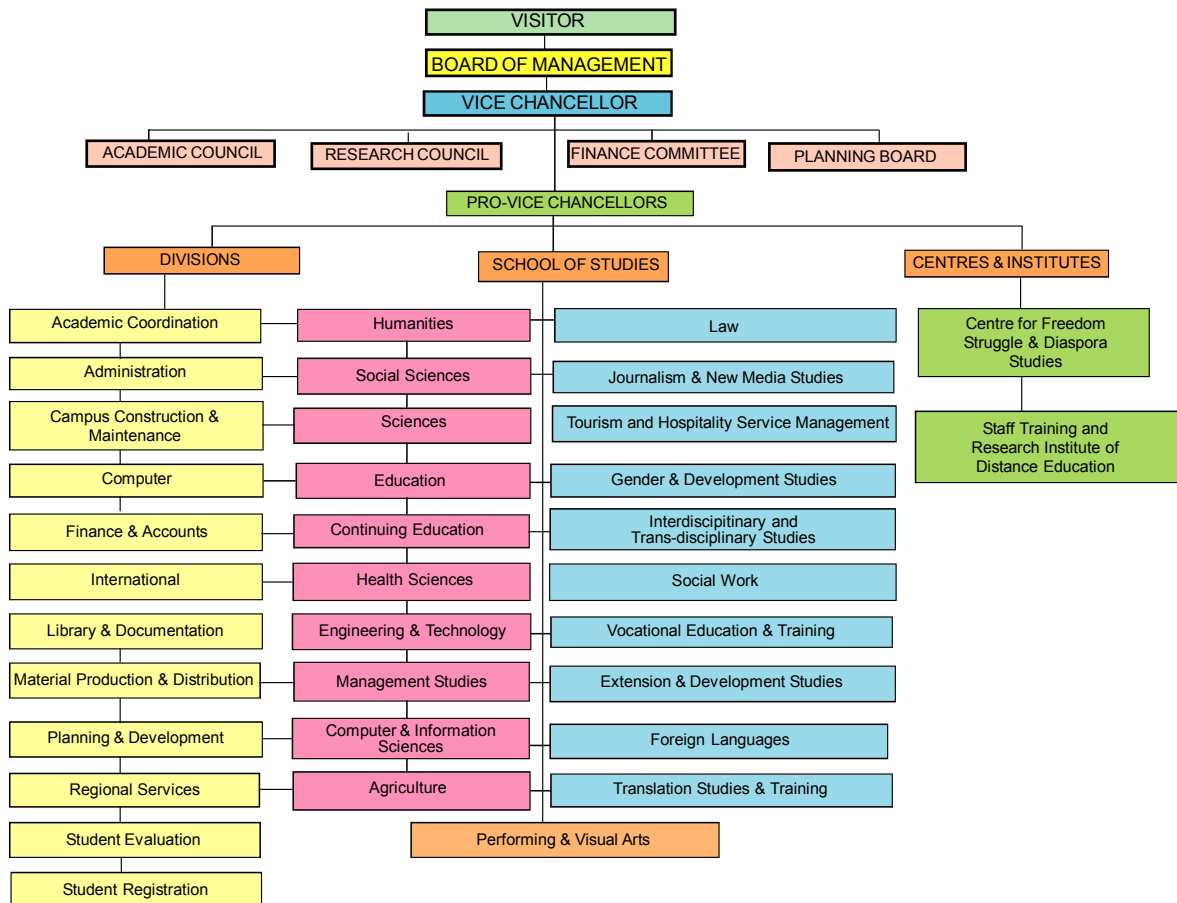 VISITOR
BOARD OF MANAGEMENT
VICE CHANCELLOR
ACADEMIC COUNCIL
RESEARCH COUNCIL
FINANCE COMMITTEE
PLANNING BOARD
PRO-VICE CHANCELLORS
DIVISIONS
SCHOOL OF STUDIES
CENTRES & INSTITUTES
Academic Coordination
Administration
Campus Construction &
Maintenance
Computer
Finance & Accounts
International
Library & Documentation
Material Production & Distribution
Planning & Development
Regional Services
Student Evaluation
Student Registration
Humanities
Social Sciences
Sciences
Education
Continuing Education
Health Sciences
Engineering & Technology
Management Studies
Computer & Information
Sciences
Agriculture
Law
Journalism & New Media Studies
Tourism and Hospitality Service Management
Gender & Development Studies
Interdiscipitinary and
Trans-disciplinary Studies
Social Work
Vocational Education & Training
Extension & Development Studies
Foreign Languages
Translation Studies & Training
Performing & Visual Arts
Centre for Freedom
Struggle & Diaspora
Studies
Staff Training and
Research Institute of
Distance Education